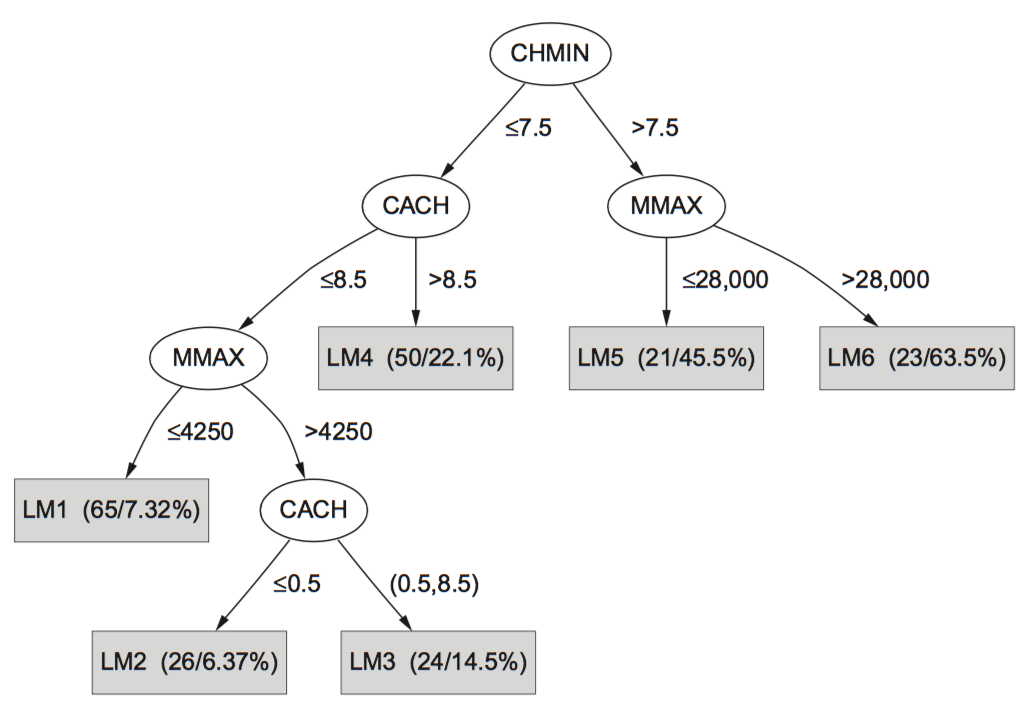 CHMIN
≤7.5
>7.5
CACH
MMAX
≤8.5
>8.5
≤28,000
>28,000
MMAX
LM4 (50/22.1%)
LM5 (21/45.5%)
LM6 (23/63.5%)
≤4250
>4250
LM1 (65/7.32%)
CACH
≤0.5
(0.5,8.5)
LM2 (26/6.37%)
LM3 (24/14.5%)